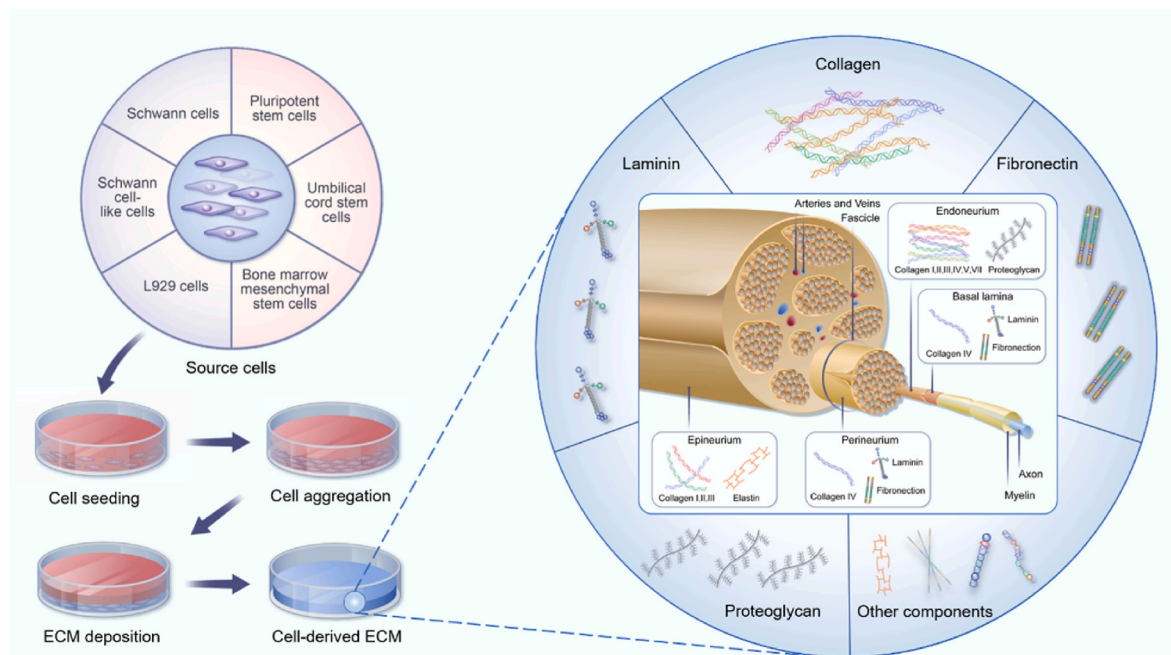 Schwann cells
Pluripotent
stem cells
Schwann
cell-
like cells
Umbilical
cord stem
cells
L929 cells
Bone marrow
mesenchymal
stem cells
Source cells
Cell seeding
Cell aggregation
ECM deposition
Cell-derived ECM
Collagen
Laminin
Fibronectin
Arteries and Veins
Fascicle
Endoneurium
Collagen I,II,III,IV,V,VII
Proteoglycan
Basal lamina
Laminin
Collagen IV
Fibronection
Epineurium
Collagen I,II,III
Elastin
Perineurium
Laminin
Collagen IV
Fibronection
Axon
Myelin
Proteoglycan
Other components